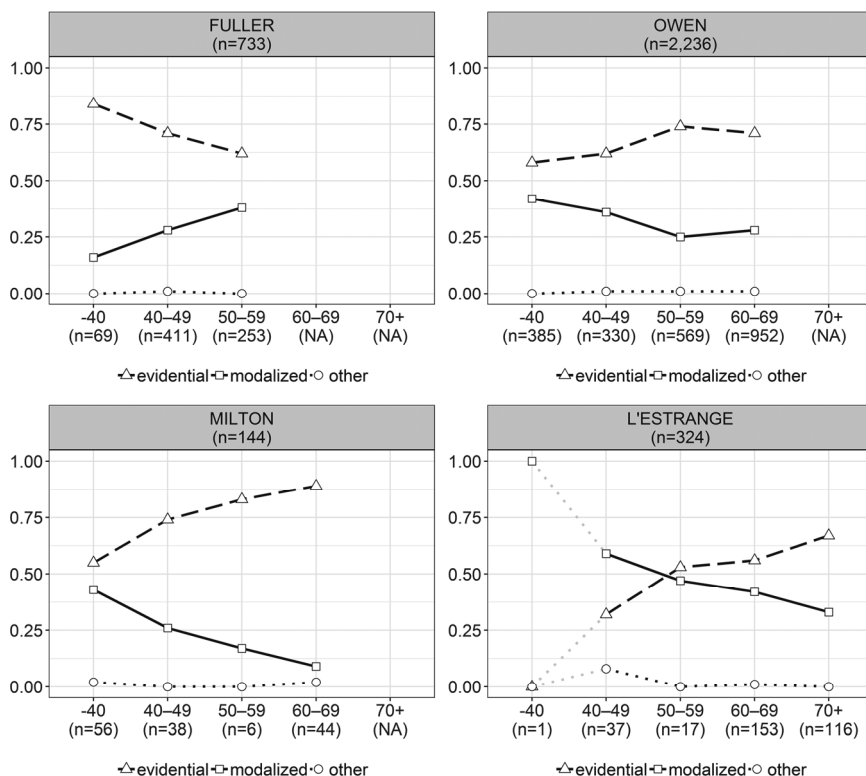 FULLER
(n=733)
1.00
0.75
0.50
0.25
0.00
-40 40–49 50–59 60–69 70+
(n=69) (n=411) (n=253) (NA) (NA)
evidential modalized other
OWEN
(n=2,236)
1.00
0.75
0.50
0.25
0.00
-40 40–49 50–59 60–69 70+
(n=385) (n=330) (n=569) (n=952) (NA)
evidential modalized other
MILTON
(n=144)
1.00
0.75
0.50
0.25
0.00
-40 40–49 50–59 60–69 70+
(n=56) (n=38) (n=6) (n=44) (NA)
evidential modalized other
L'ESTRANGE
(n=324)
1.00
0.75
0.50
0.25
0.00
-40 40–49 50–59 60–69 70+
(n=1) (n=37) (n=17) (n=153) (n=116)
evidential modalized other